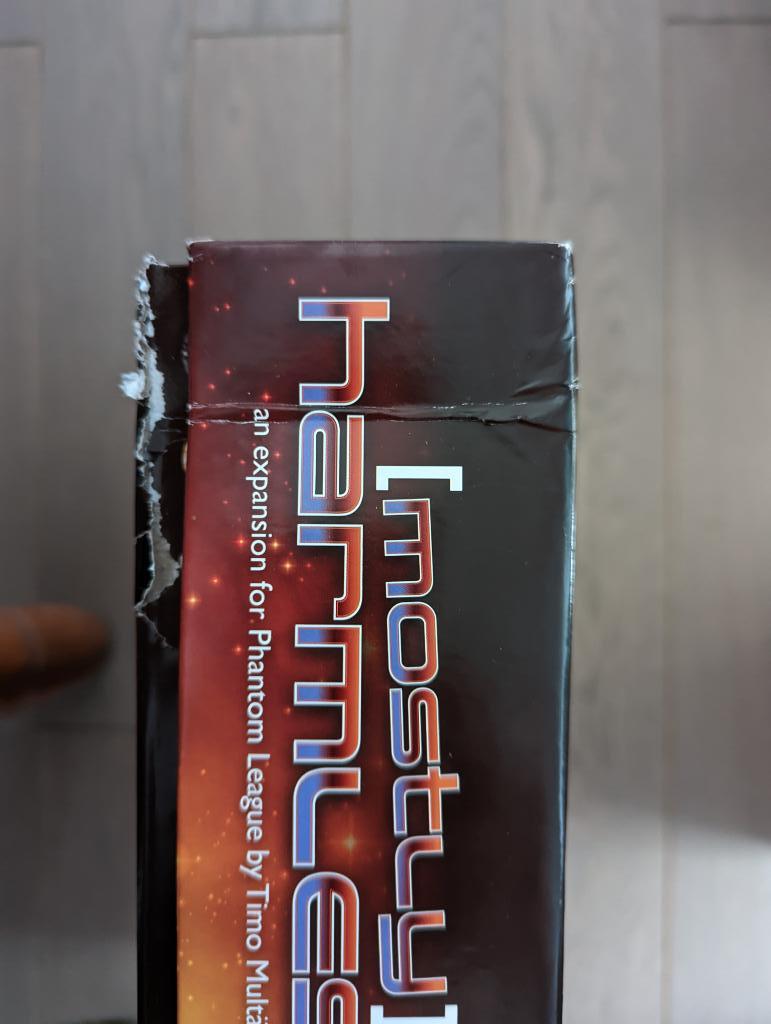 [mostly]
harmles
an expansion for Phantom League by Timo Multa